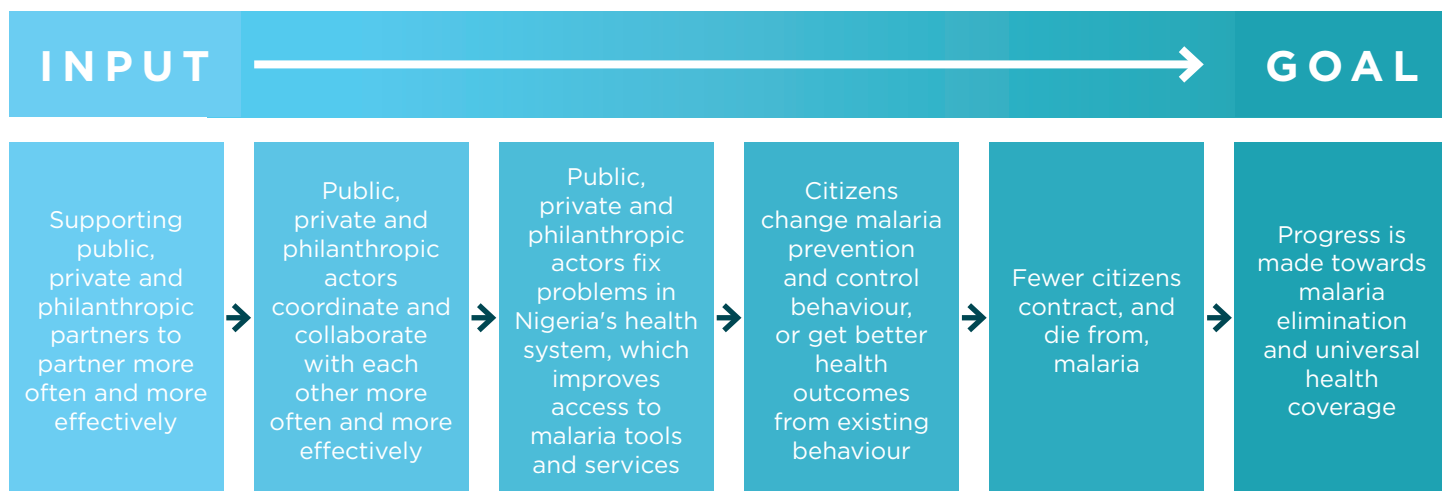 INPUT
GOAL
Supporting
public,
private and
philanthropic
partners to
partner more
often and more
effectively
Public,
private and
philanthropic
actors
coordinate and
collaborate
with each
other more
often and more
effectively
Public,
private and
philanthropic
actors fix
problems in
Nigeria's health
system, which
improves
access to
malaria tools
and services
Citizens
change malaria
prevention
and control
behaviour,
or get better
health
outcomes
from existing
behaviour
Fewer citizens
contract, and
die from,
malaria
Progress is
made towards
malaria
elimination
and universal
health
coverage